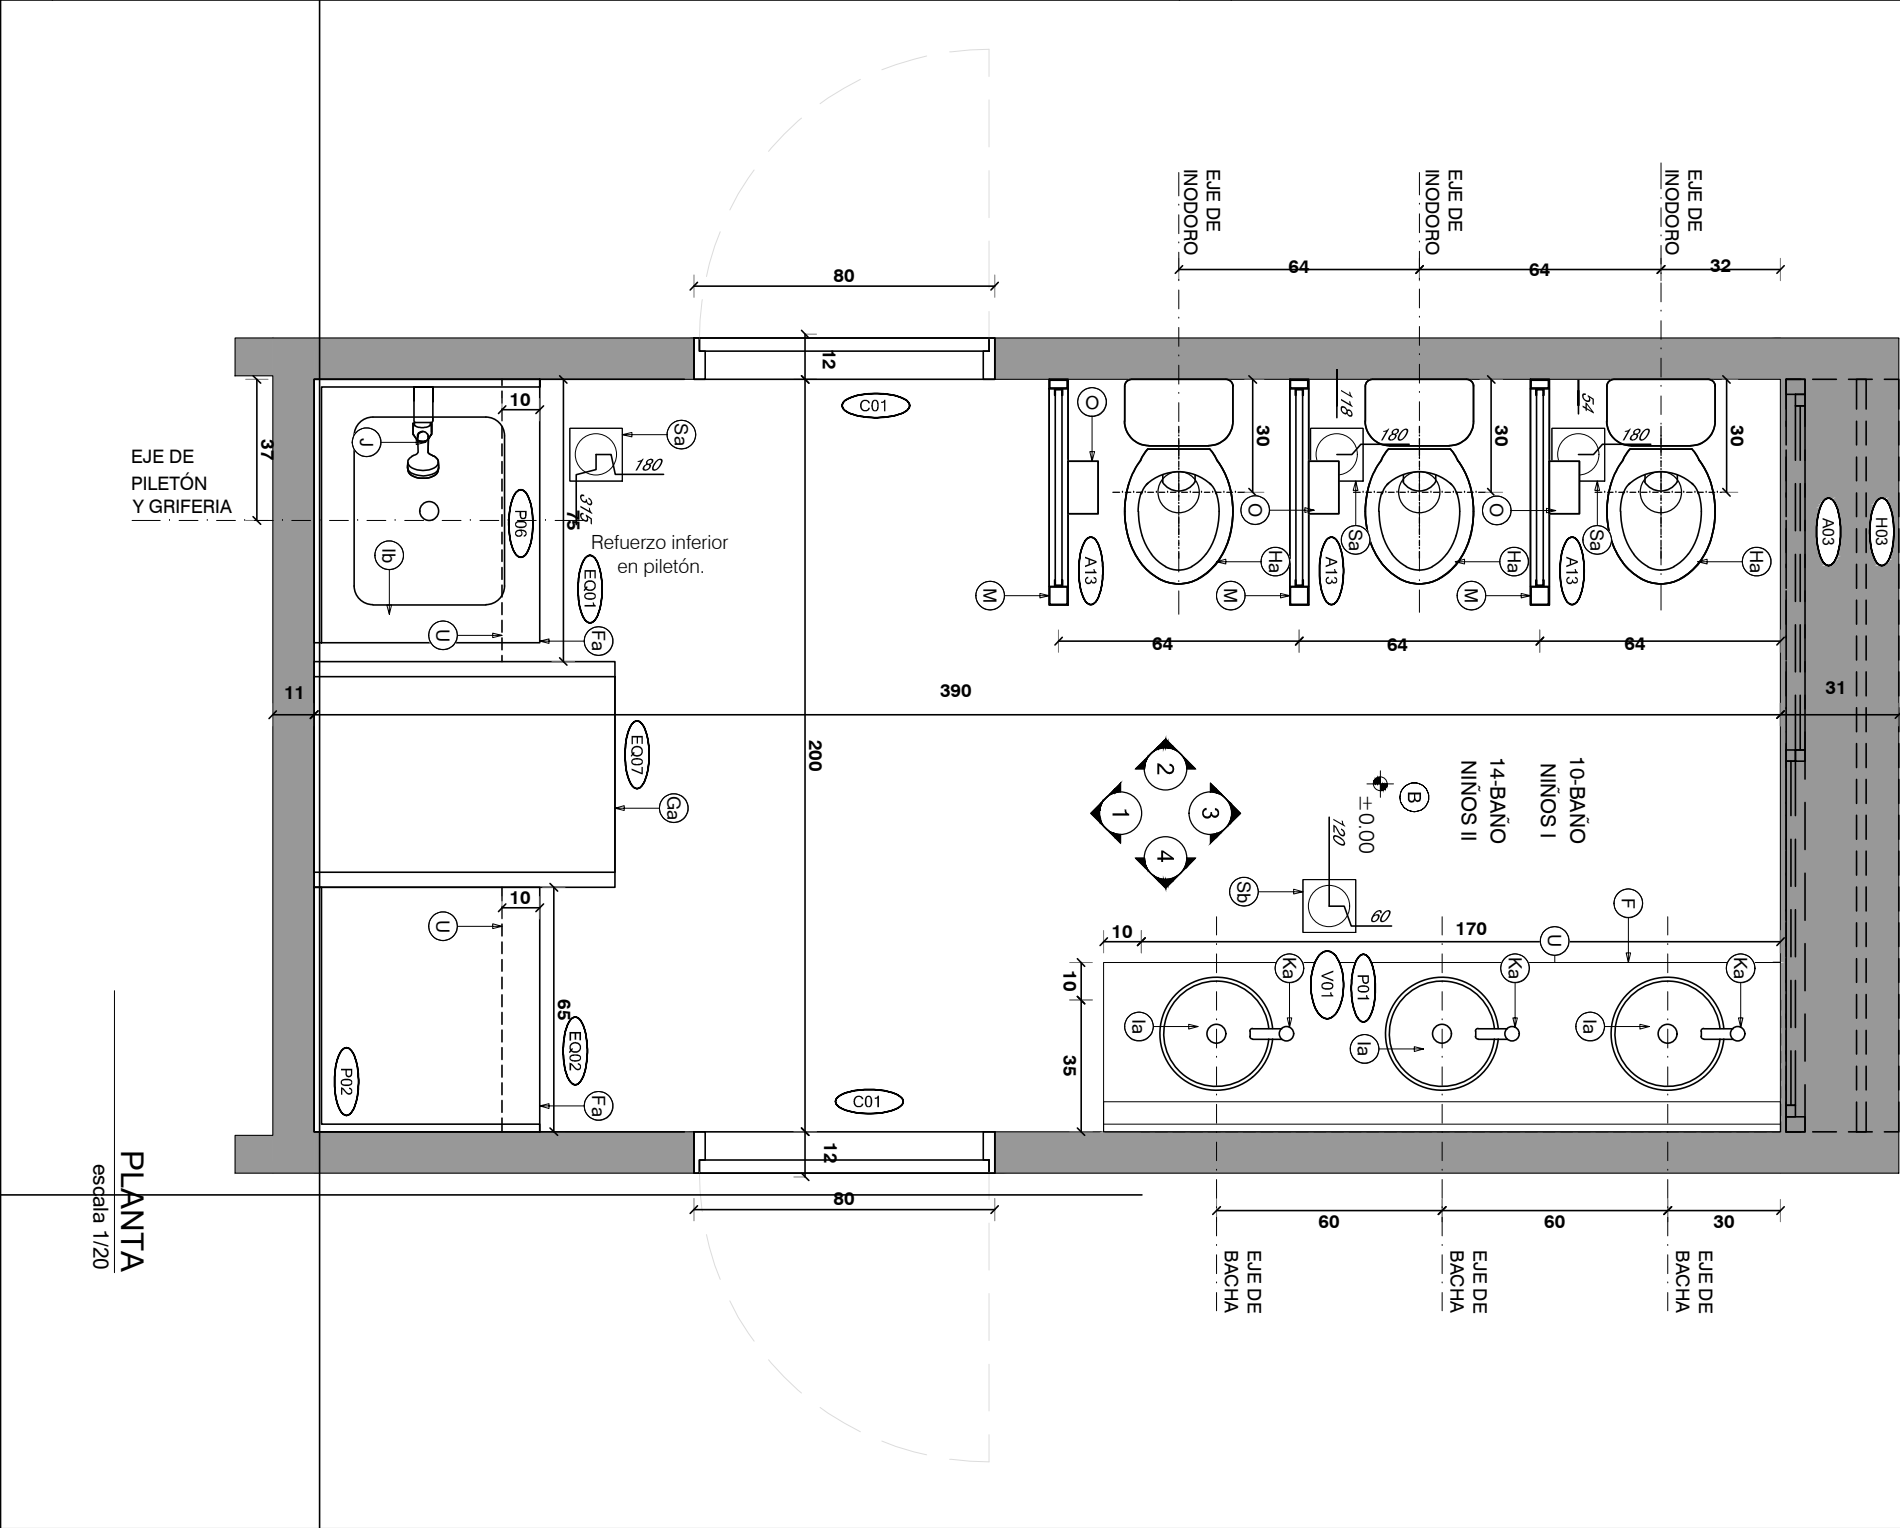 EJE DE
INODORO
EJE DE
INODORO
EJE DE
INODORO
64
64
32
80
12
C01
37
10
J
Sa
180
315
75
P06
EJE DE
PILETÓN
Y GRIFERIA
Ib
Refuerzo inferior
en piletón.
EQ01
U
Fa
O
30
118
180
30
54
180
30
O
O
Sa
Sa
Ha
Ha
Ha
A13
A13
A13
M
M
M
A03
H03
64
64
64
11
390
31
EQ07
Ga
200
2
1
3
4
B
±0.00
120
14-BAÑO
NIÑOS II
10-BAÑO
NIÑOS I
Sb
60
F
10
U
10
170
U
10
Ka
V01
P01
Ka
Ka
Ia
Ia
Ia
35
65
EQ02
P02
Fa
C01
12
80
60
60
30
EJE DE
BACHA
EJE DE
BACHA
EJE DE
BACHA
PLANTA
escala 1/20